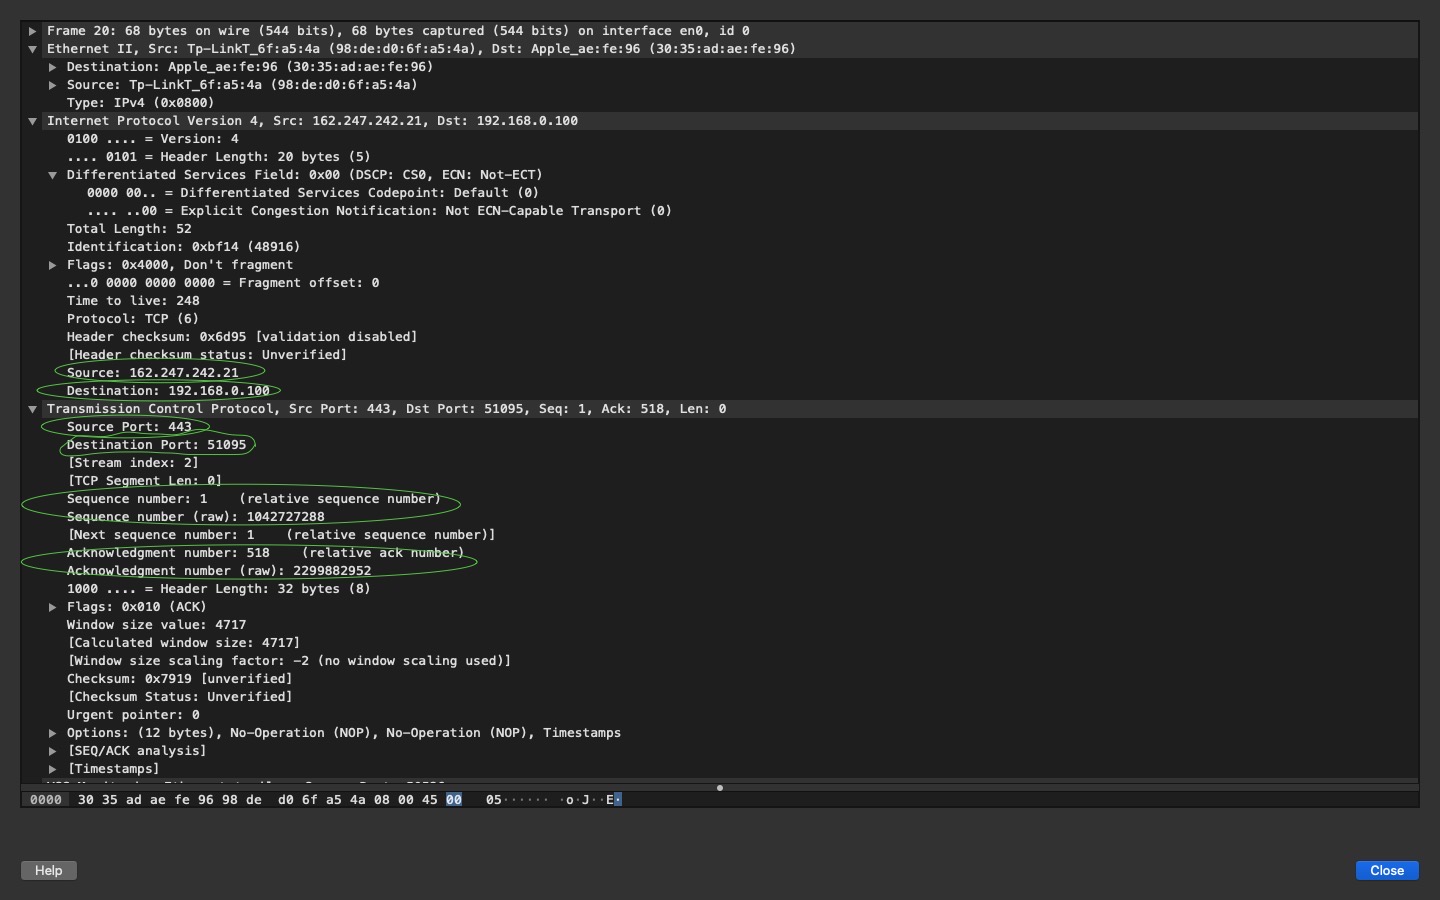 Frame 20: 68 bytes on wire (544 bits), 68 bytes captured (544 bits) on interface en0, id 0
Ethernet II, Src: Tp-LinkT_6f:a5:4a (98:de:d0:6f:a5:4a), Dst: Apple_ae:fe:96 (30:35:ad:ae:fe:96)
Destination: Apple_ae:fe:96 (30:35:ad:ae:fe:96)
Source: Tp-LinkT_6f:a5:4a (98:de:d0:6f:a5:4a)
Type: IPv4 (0x0800)
Internet Protocol Version 4, Src: 162.247.242.21, Dst: 192.168.0.100
0100 .... = Version: 4
.... 0101 = Header Length: 20 bytes (5)
Differentiated Services Field: 0x00 (DSCP: CS0, ECN: Not-ECT)
0000 00.. = Differentiated Services Codepoint: Default (0)
.... ..00 = Explicit Congestion Notification: Not ECN-Capable Transport (0)
Total Length: 52
Identification: 0xbf14 (48916)
Flags: 0x4000, Don't fragment
...0 0000 0000 0000 = Fragment offset: 0
Time to live: 248
Protocol: TCP (6)
Header checksum: 0x6d95 [validation disabled]
[Header checksum status: Unverified]
Source: 162.247.242.21
Destination: 192.168.0.100
Transmission Control Protocol, Src Port: 443, Dst Port: 51095, Seq: 1, Ack: 518, Len: 0
Source Port: 443
Destination Port: 51095
[Stream index: 2]
[TCP Segment Len: 0]
Sequence number: 1    (relative sequence number)
Sequence number (raw): 1042727288
[Next sequence number: 1    (relative sequence number)]
Acknowledgment number: 518    (relative ack number)
Acknowledgment number (raw): 2299882952
1000 .... = Header Length: 32 bytes (8)
Flags: 0x010 (ACK)
Window size value: 4717
[Calculated window size: 4717]
[Window size scaling factor: -2 (no window scaling used)]
Checksum: 0x7919 [unverified]
[Checksum Status: Unverified]
Urgent pointer: 0
Options: (12 bytes), No-Operation (NOP), No-Operation (NOP), Timestamps
[SEQ/ACK analysis]
[Timestamps]
0000 30 35 ad ae fe 96 98 de d0 6f a5 4a 08 00 45 00 05······ ·o·J··E·
Help
Close